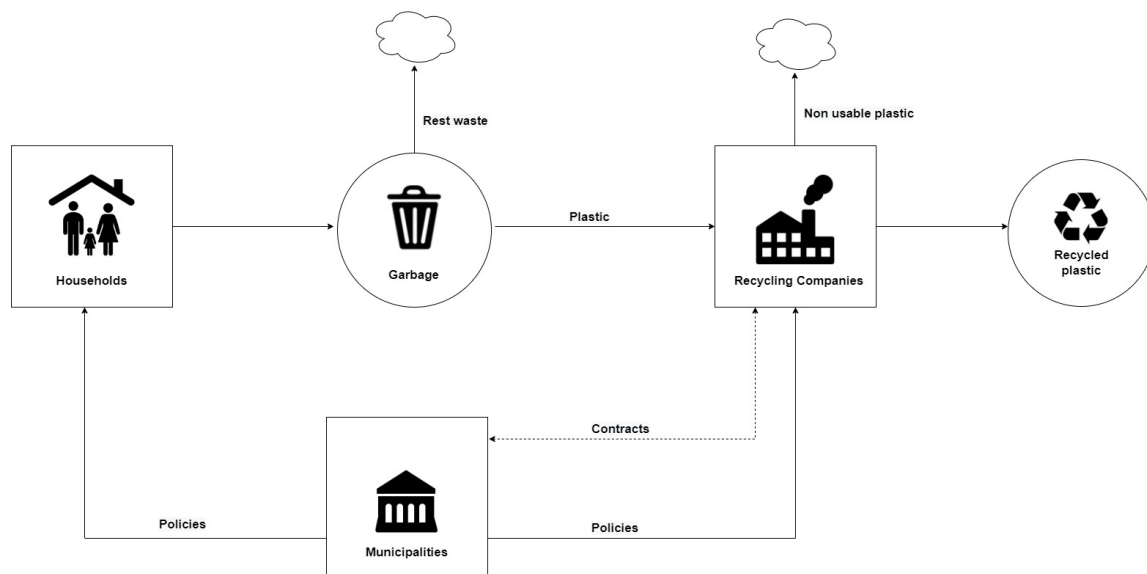 Rest waste
Non usable plastic
Households
Garbage
Plastic
Recycling Companies
Recycled
plastic
Contracts
Policies
Policies
Municipalities